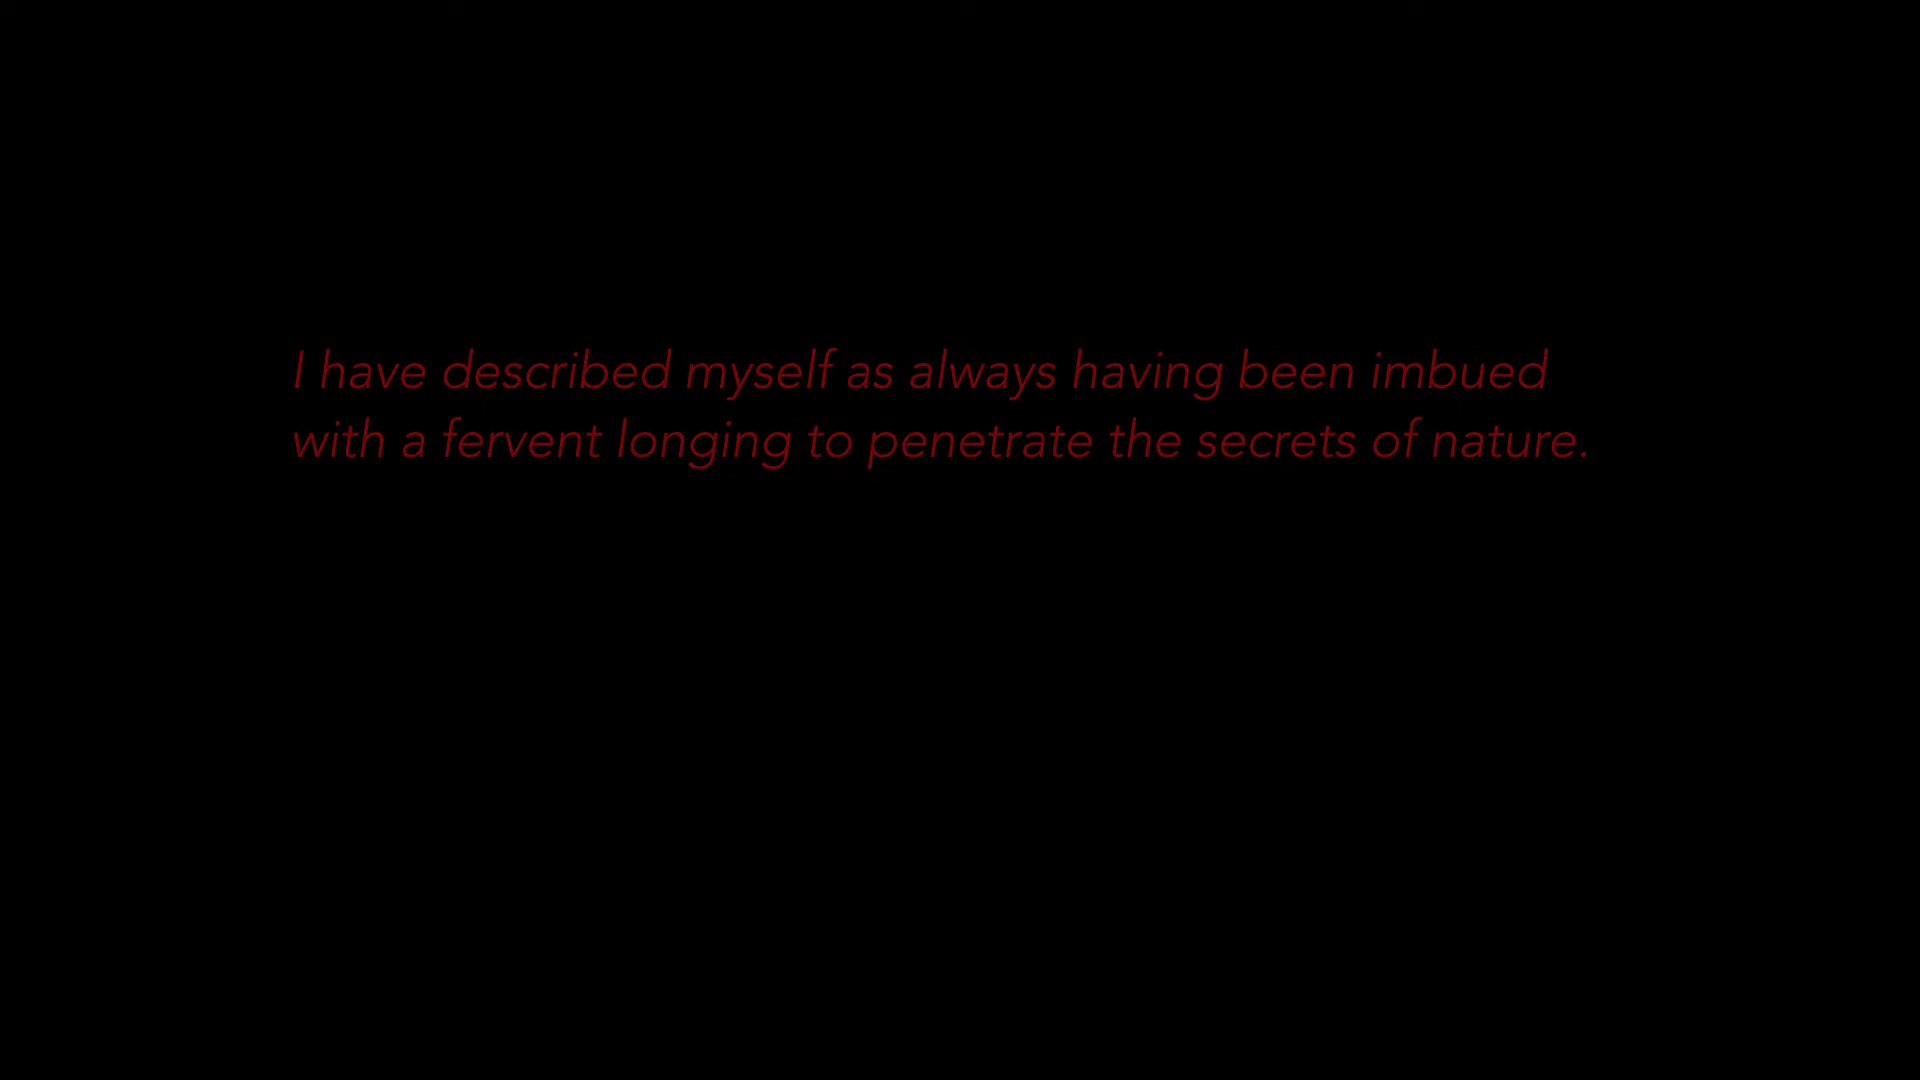 I have described myself as always having been imbued
with a fervent longing to penetrate the secrets of nature.